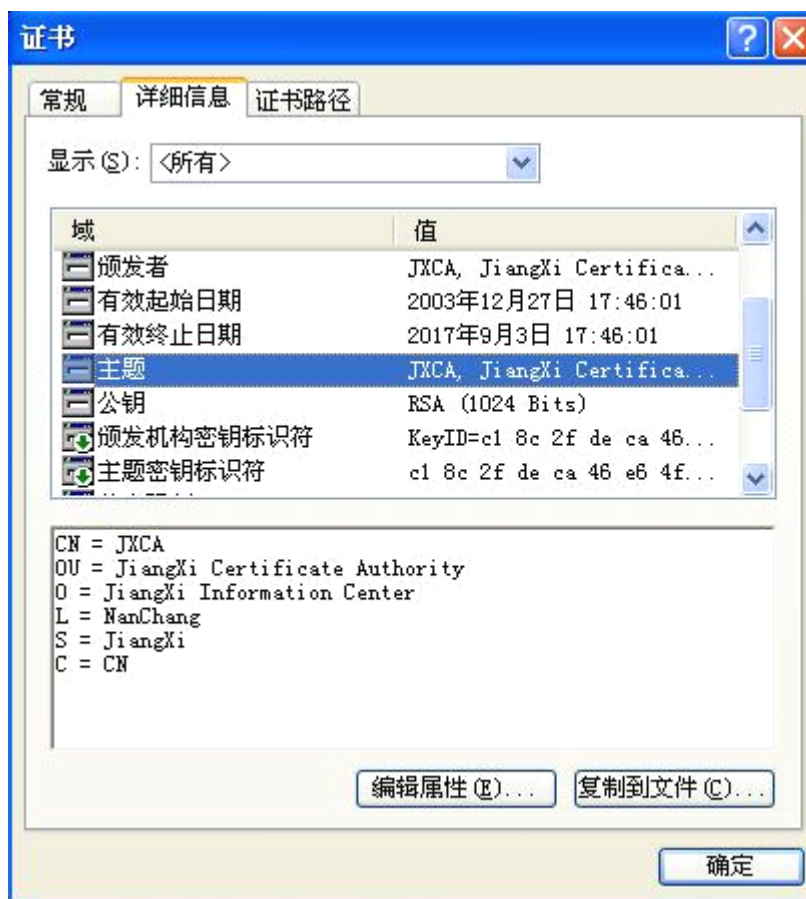 证书
常规 详细信息 证书路径
显示(S): <所有>
域 值
颁发者 JXCA, JiangXi Certifica...
有效起始日期 2003年12月27日 17:46:01
有效终止日期 2017年9月3日 17:46:01
主题 JXCA, JiangXi Certifica...
公钥 RSA (1024 Bits)
颁发机构密钥标识符 KeyID=c1 8c 2f de ca 46...
主题密钥标识符 c1 8c 2f de ca 46 e6 4f...
CN = JXCA
OU = JiangXi Certificate Authority
O = JiangXi Information Center
L = NanChang
S = JiangXi
C = CN
编辑属性(E)... 复制到文件(C)...
确定